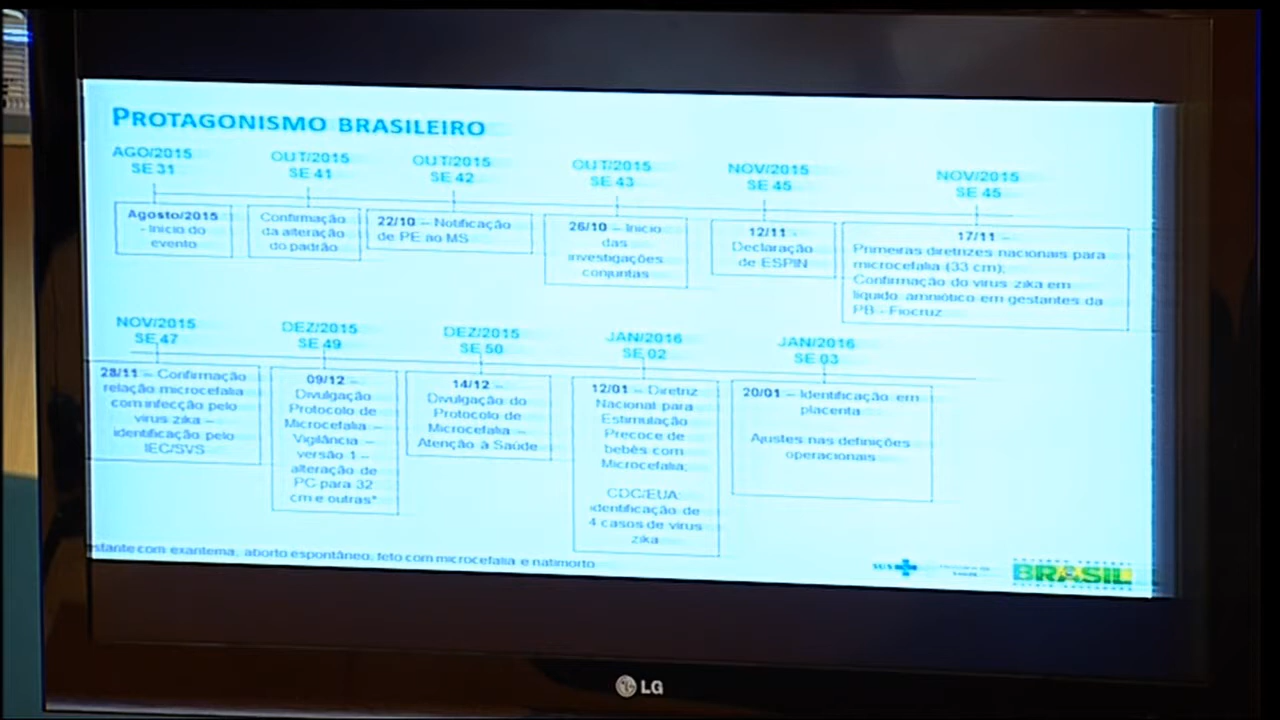 PROTAGONISMO BRASILEIRO
AGO/2015
SE 31
OUT/2015
SE 41
OUT/2015
SE 42
OUT/2015
SE 43
NOV/2015
SE 45
NOV/2015
SE 45
Agosto/2015
- Inicio do
evento
Confirmação
da alteração
do padrão
22/10 – Notificação
de PE ao MS
26/10 – Inicio
das
investigações
conjuntas
12/11 -
Declaração
de ESPIN
17/11 –
Primeiras diretrizes nacionais para
microcefalia (33 cm);
Confirmação do virus zika em
líquido amniótico em gestantes da
PB - Fiocruz
NOV/2015
SE 47
DEZ/2015
SE 49
DEZ/2015
SE 50
JAN/2016
SE 02
JAN/2016
SE 03
28/11 – Confirmação
relação microcefalia
com infecção pelo
virus zika –
identificação pelo
IEC/SVS
09/12 –
Divulgação
Protocolo de
Microcefalia –
Vigilância –
versão 1 –
alteração de
PC para 32
cm e outras*
14/12 –
Divulgação do
Protocolo de
Microcefalia –
Atenção à Saúde
12/01 – Diretriz
Nacional para
Estimulação
Precoce de
bebês com
Microcefalia;
CDC/EUA:
identificação de
4 casos de virus
zika
20/01 – Identificação em
placenta
Ajustes nas definições
operacionais
stante com exantema, aborto espontâneo, feto com microcefalia e natimorto
SUS
BRASIL
LG